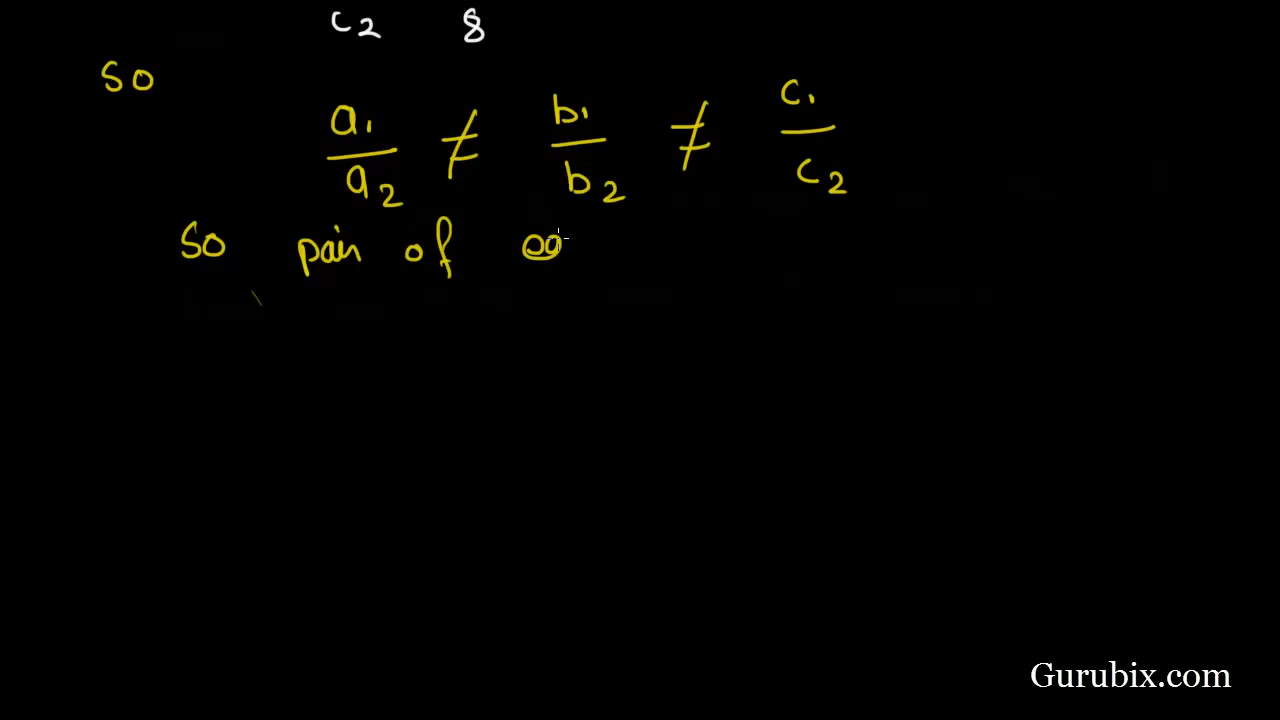 c2 8
So
a1/a2 ≠ b1/b2 ≠ c1/c2
So pair of
Gurubix.com